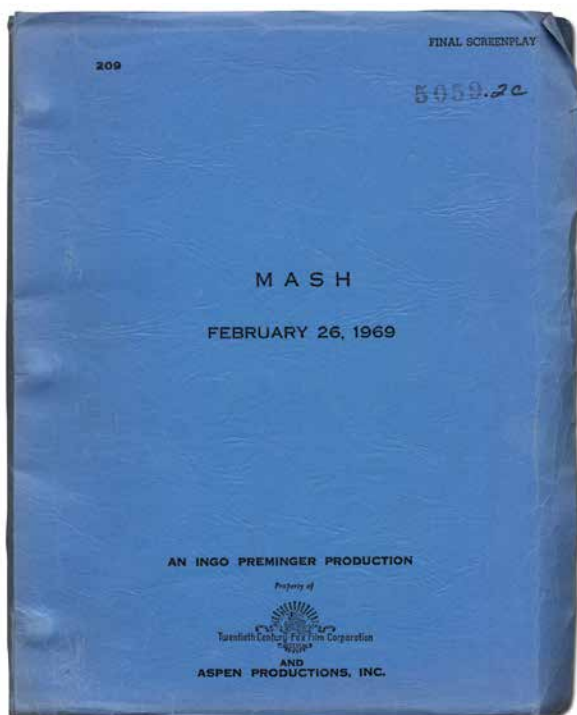 FINAL SCREENPLAY
209
5059.2c
MASH
FEBRUARY 26, 1969
AN INGO PREMINGER PRODUCTION
Property of
Twentieth Century-Fox Film Corporation
AND
ASPEN PRODUCTIONS, INC.